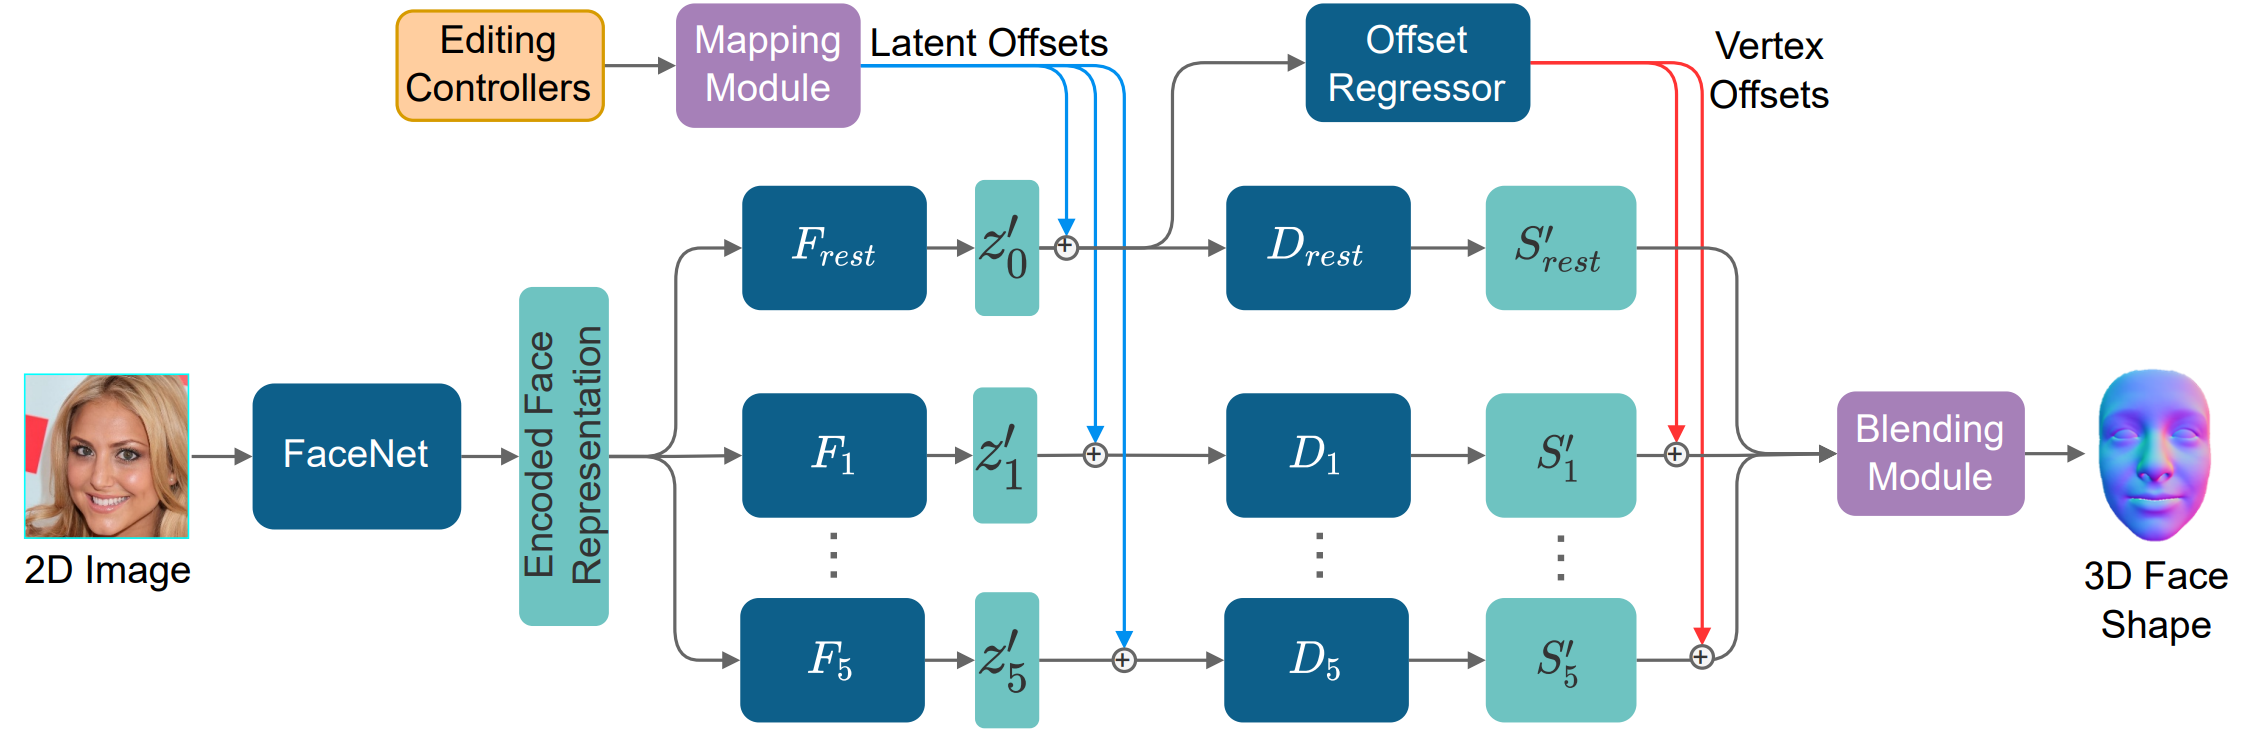 Editing
Controllers
Mapping
Module
Latent Offsets
Offset
Regressor
Vertex
Offsets
F_{rest}
z'_0
+
D_{rest}
S'_{rest}
2D Image
FaceNet
Encoded Face
Representation
F_1
z'_1
+
D_1
S'_1
+
Blending
Module
3D Face
Shape
F_5
z'_5
+
D_5
S'_5
+